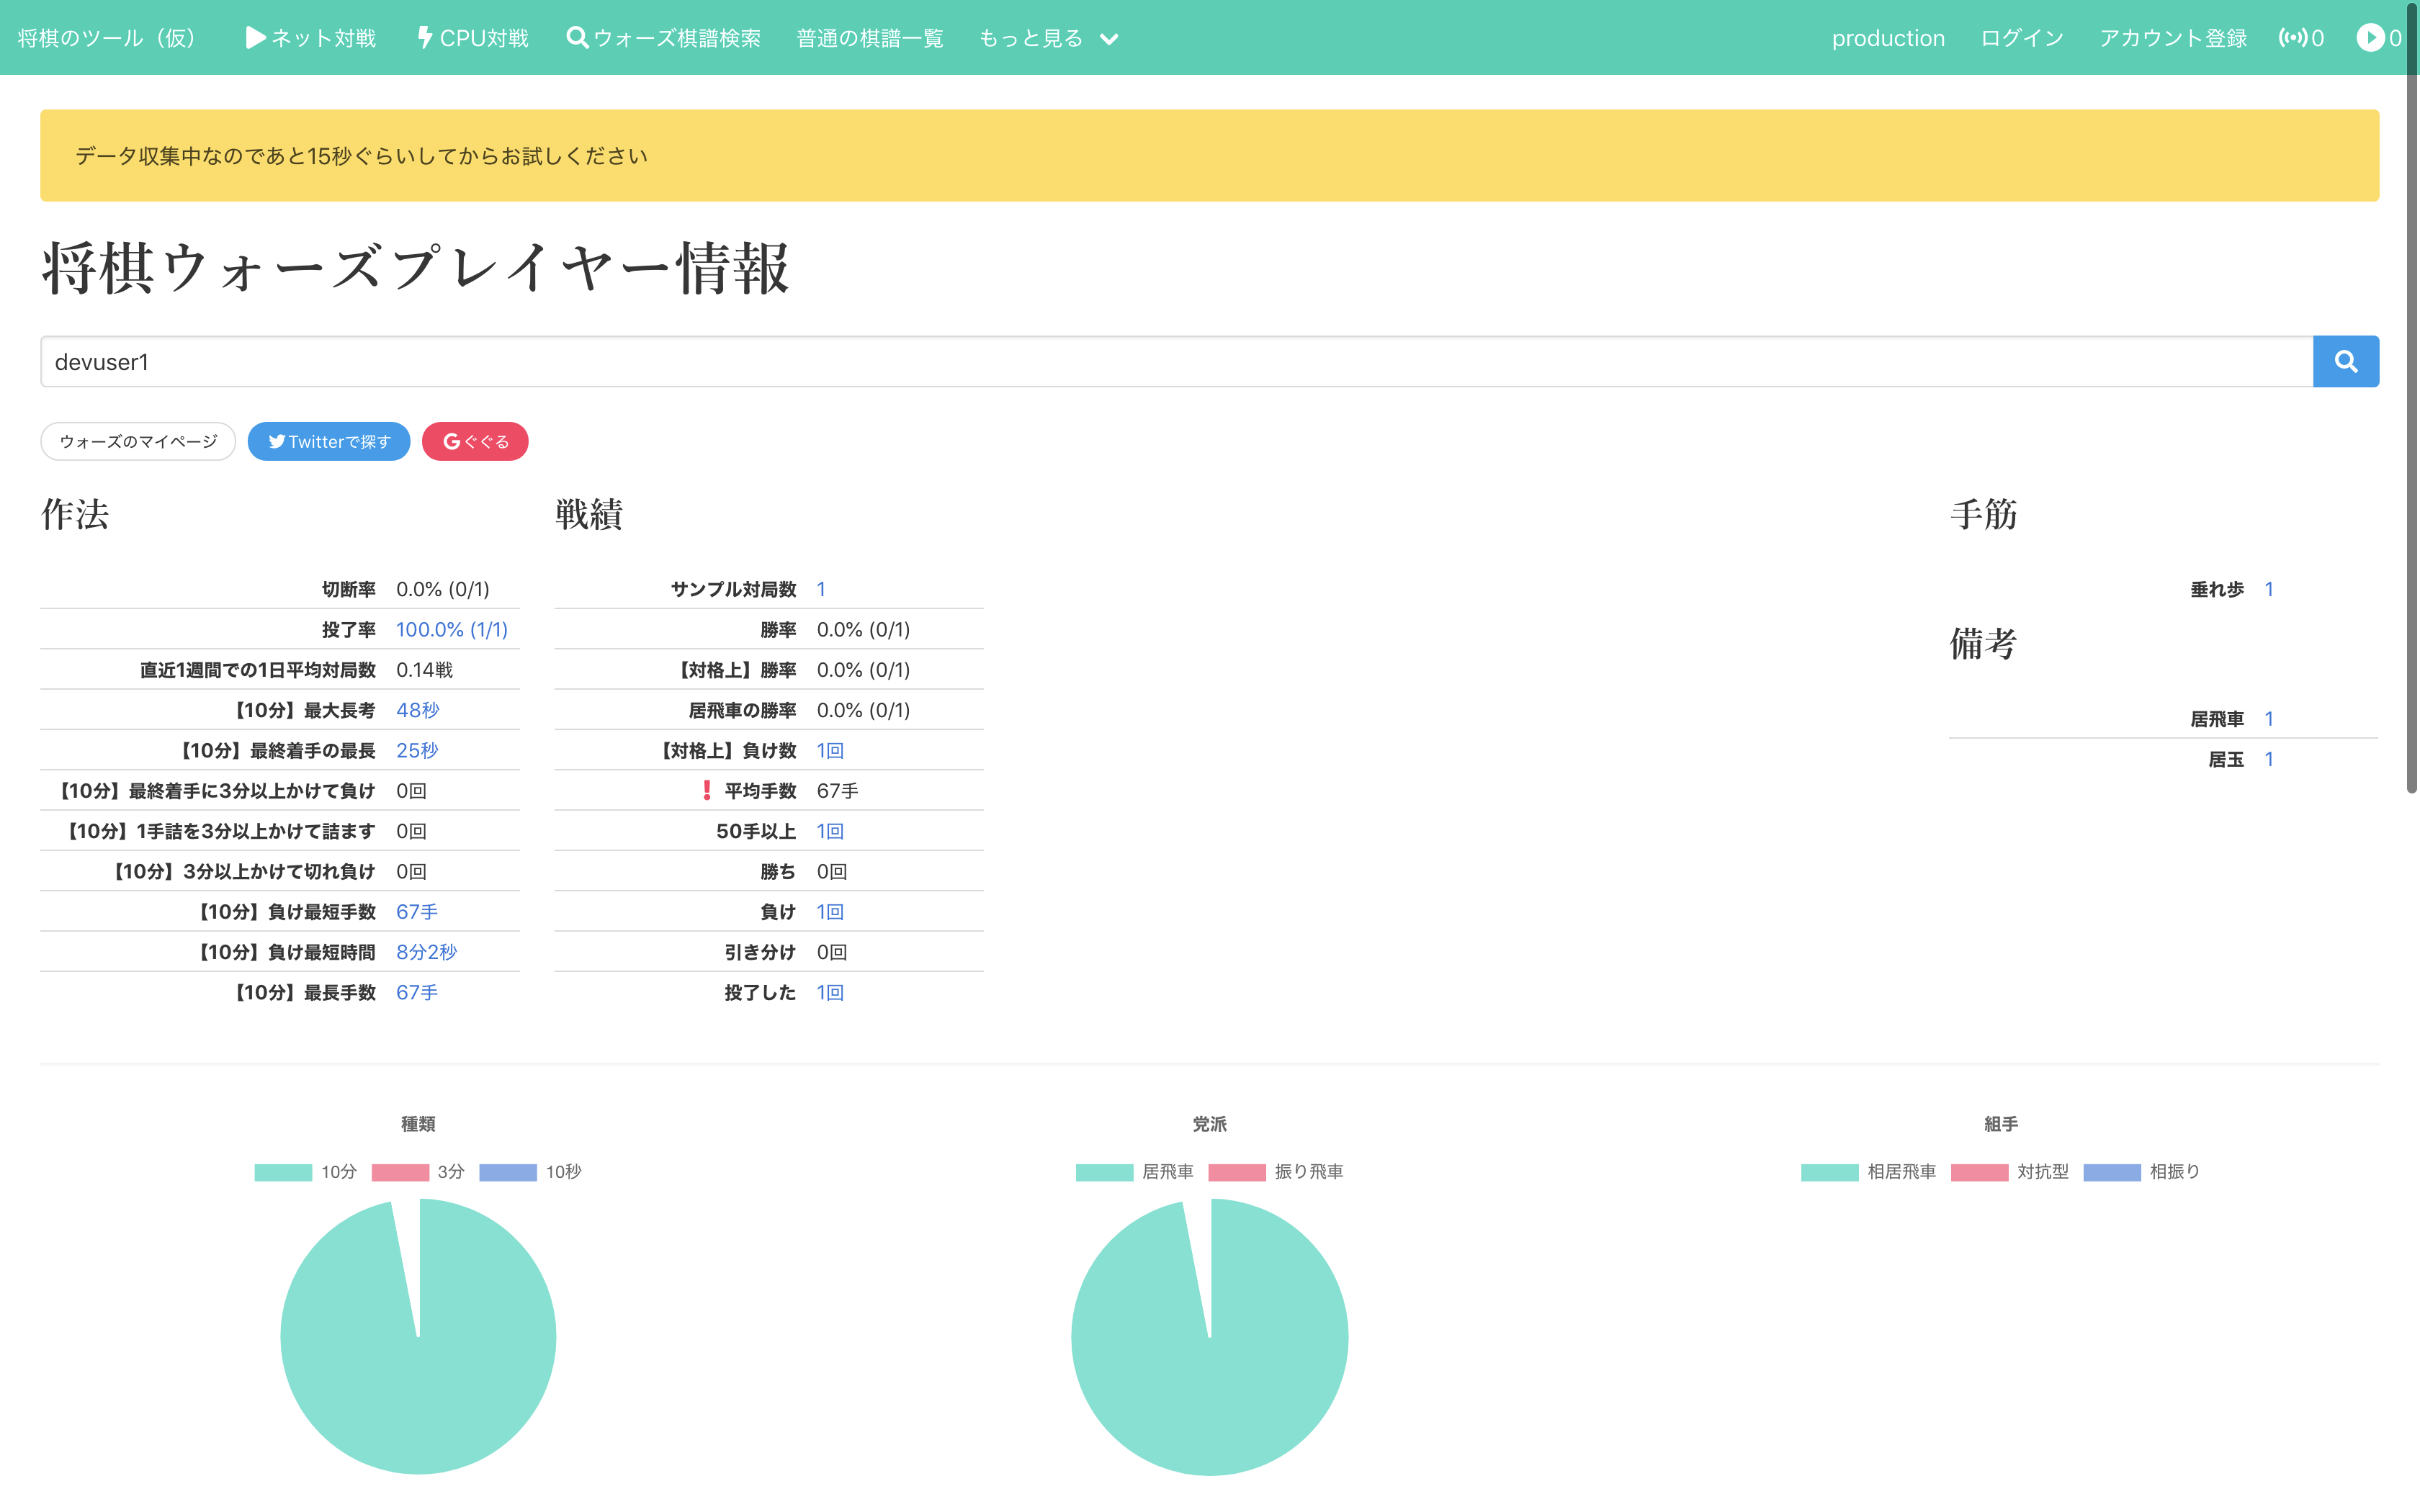 将棋のツール（仮） ネット対戦 CPU対戦 ウォーズ棋譜検索 普通の棋譜一覧 もっと見る production ログイン アカウント登録 0 0
データ収集中なのであと15秒ぐらいしてからお試しください
将棋ウォーズプレイヤー情報
devuser1
ウォーズのマイページ Twitterで探す ぐぐる
作法
切断率 0.0% (0/1)
投了率 100.0% (1/1)
直近1週間での1日平均対局数 0.14戦
【10分】最大長考 48秒
【10分】最終着手の最長 25秒
【10分】最終着手に3分以上かけて負け 0回
【10分】1手詰を3分以上かけて詰ます 0回
【10分】3分以上かけて切れ負け 0回
【10分】負け最短手数 67手
【10分】負け最短時間 8分2秒
【10分】最長手数 67手
戦績
サンプル対局数 1
勝率 0.0% (0/1)
【対格上】勝率 0.0% (0/1)
居飛車の勝率 0.0% (0/1)
【対格上】負け数 1回
❗ 平均手数 67手
50手以上 1回
勝ち 0回
負け 1回
引き分け 0回
投了した 1回
手筋
垂れ歩 1
備考
居飛車 1
居玉 1
種類
10分 3分 10秒
党派
居飛車 振り飛車
組手
相居飛車 対抗型 相振り